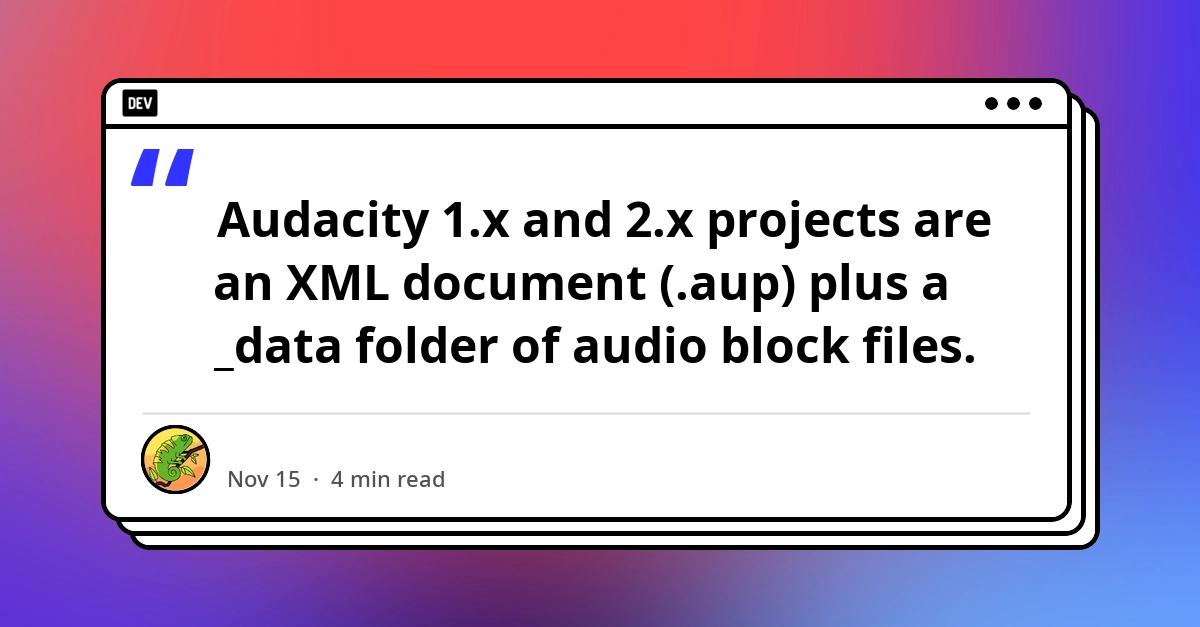 DEV
“
Audacity 1.x and 2.x projects are
an XML document (.aup) plus a
_data folder of audio block files.
Nov 15 · 4 min read